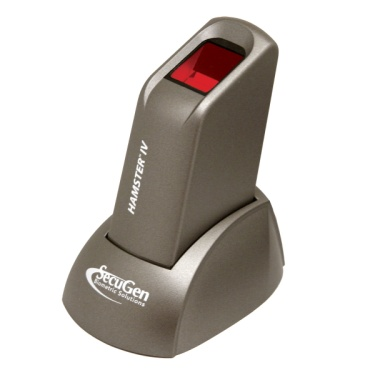 HAMSTER IV
SecuGen
Biometric Solutions